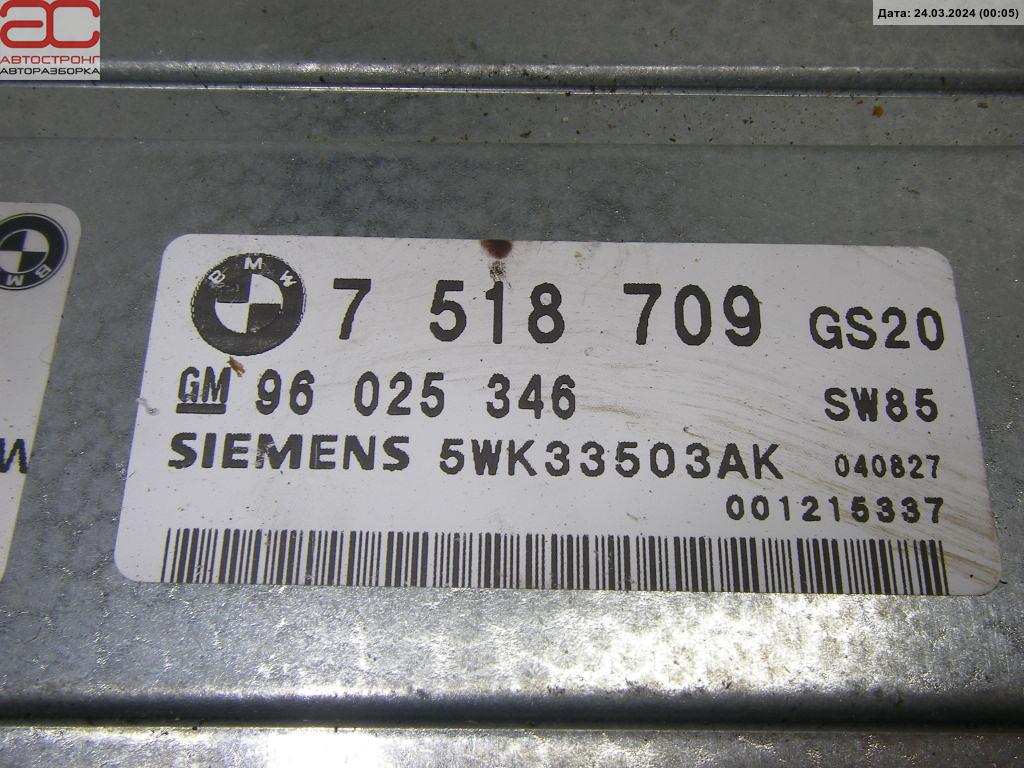 АВТОСТРОНГ
АВТОРАЗБОРКА
Дата: 24.03.2024 (00:05)
BMW 7 518 709 GS20
GM 96 025 346 SW85
SIEMENS 5WK33503AK 040827
001215337